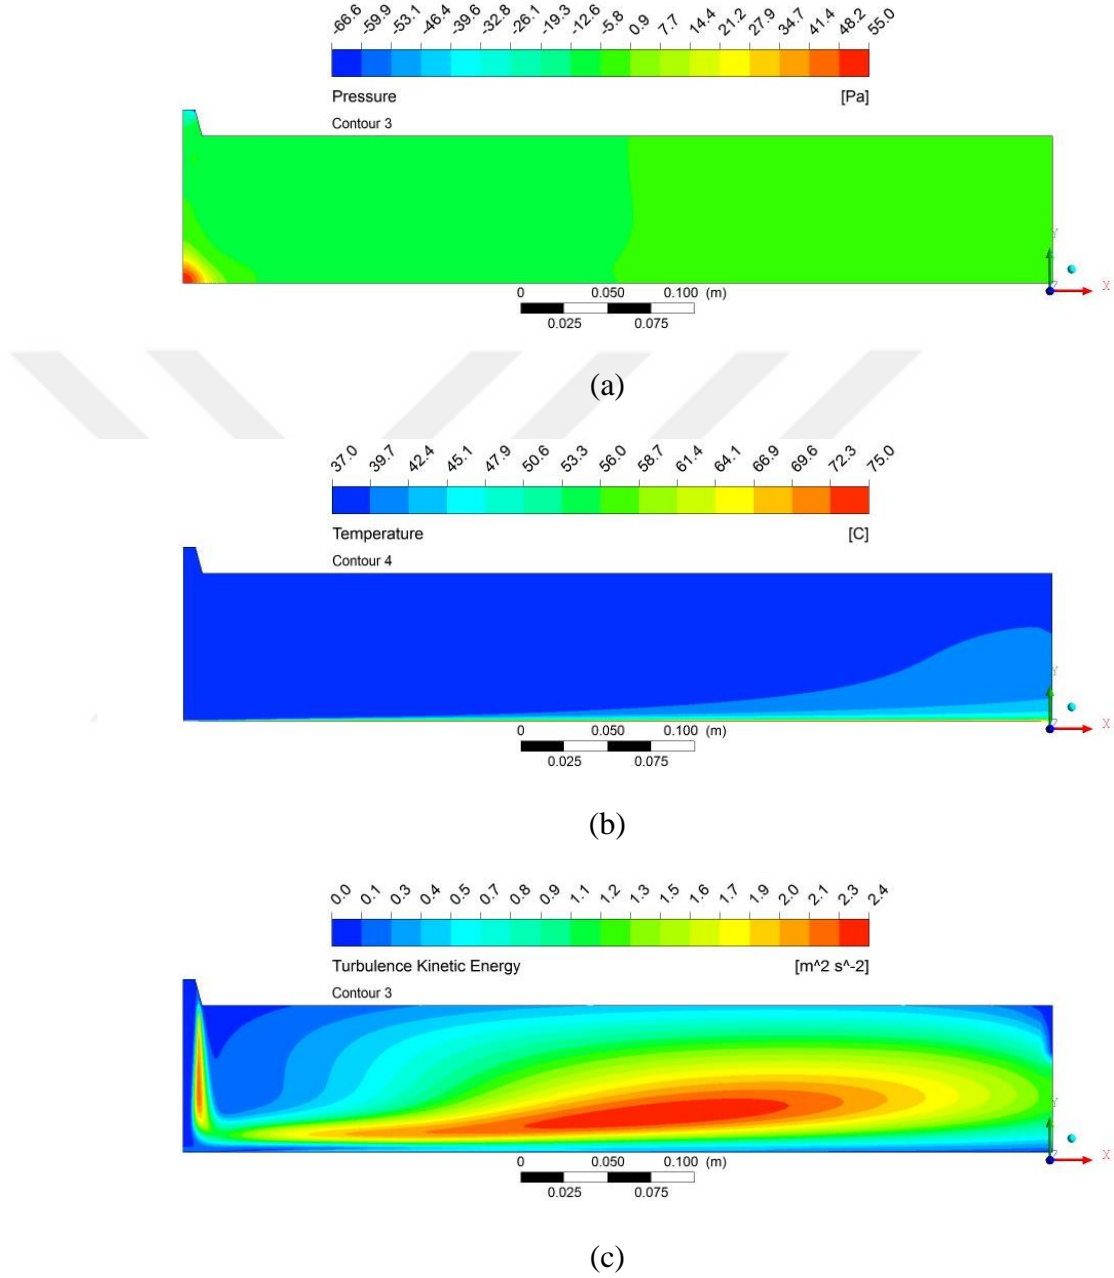 -66.6 -59.9 -53.1 -46.4 -39.6 -32.8 -26.1 -19.3 -12.6 -5.8 0.9 7.7 14.4 21.2 27.9 34.7 41.4 48.2 55.0
Pressure [Pa]
Contour 3
Y
Z X
0 0.050 0.100 (m)
0.025 0.075
(a)
37.0 39.7 42.4 45.1 47.9 50.6 53.3 56.0 58.7 61.4 64.1 66.9 69.6 72.3 75.0
Temperature [C]
Contour 4
Y
Z X
0 0.050 0.100 (m)
0.025 0.075
(b)
0.0 0.1 0.3 0.4 0.5 0.7 0.8 0.9 1.1 1.2 1.3 1.5 1.6 1.7 1.9 2.0 2.1 2.3 2.4
Turbulence Kinetic Energy [m^2 s^-2]
Contour 3
Y
Z X
0 0.050 0.100 (m)
0.025 0.075
(c)